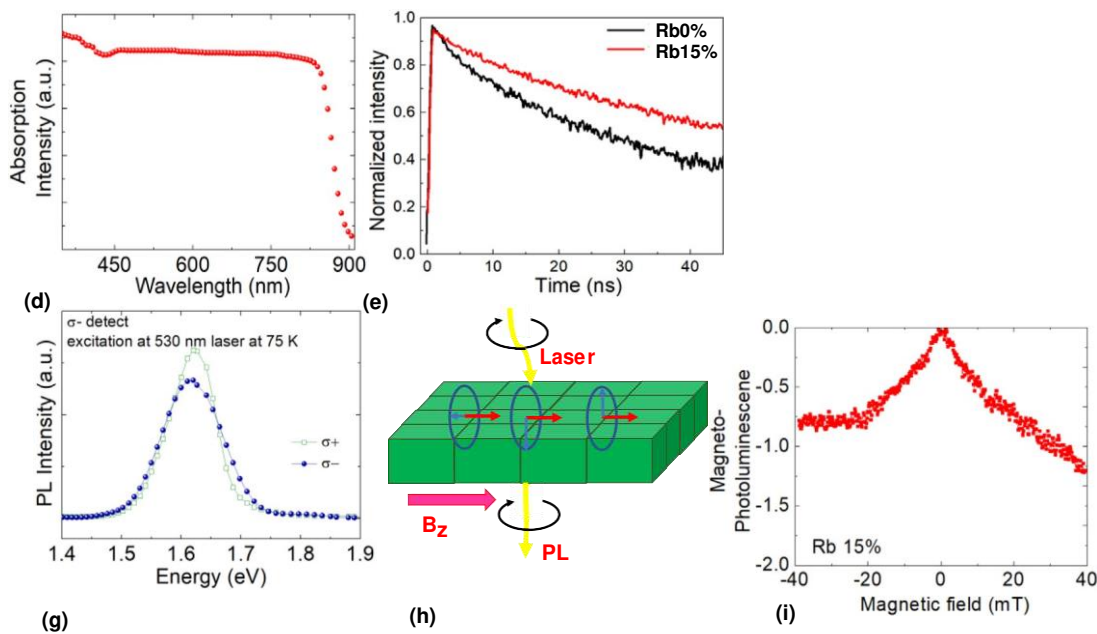 Absorption
Intensity (a.u.)
450
600
750
900
Wavelength (nm)
(d)
Normalized intensity
1.0
0.8
0.6
0.4
0.2
0.0
Rb0%
Rb15%
0
10
20
30
40
Time (ns)
(e)
PL Intensity (a.u.)
σ- detect
excitation at 530 nm laser at 75 K
σ+
σ−
1.4
1.5
1.6
1.7
1.8
1.9
Energy (eV)
(g)
Laser
Bz
PL
(h)
Magneto-
Photoluminescene
0.0
-0.5
-1.0
-1.5
-2.0
Rb 15%
-40
-20
0
20
40
Magnetic field (mT)
(i)